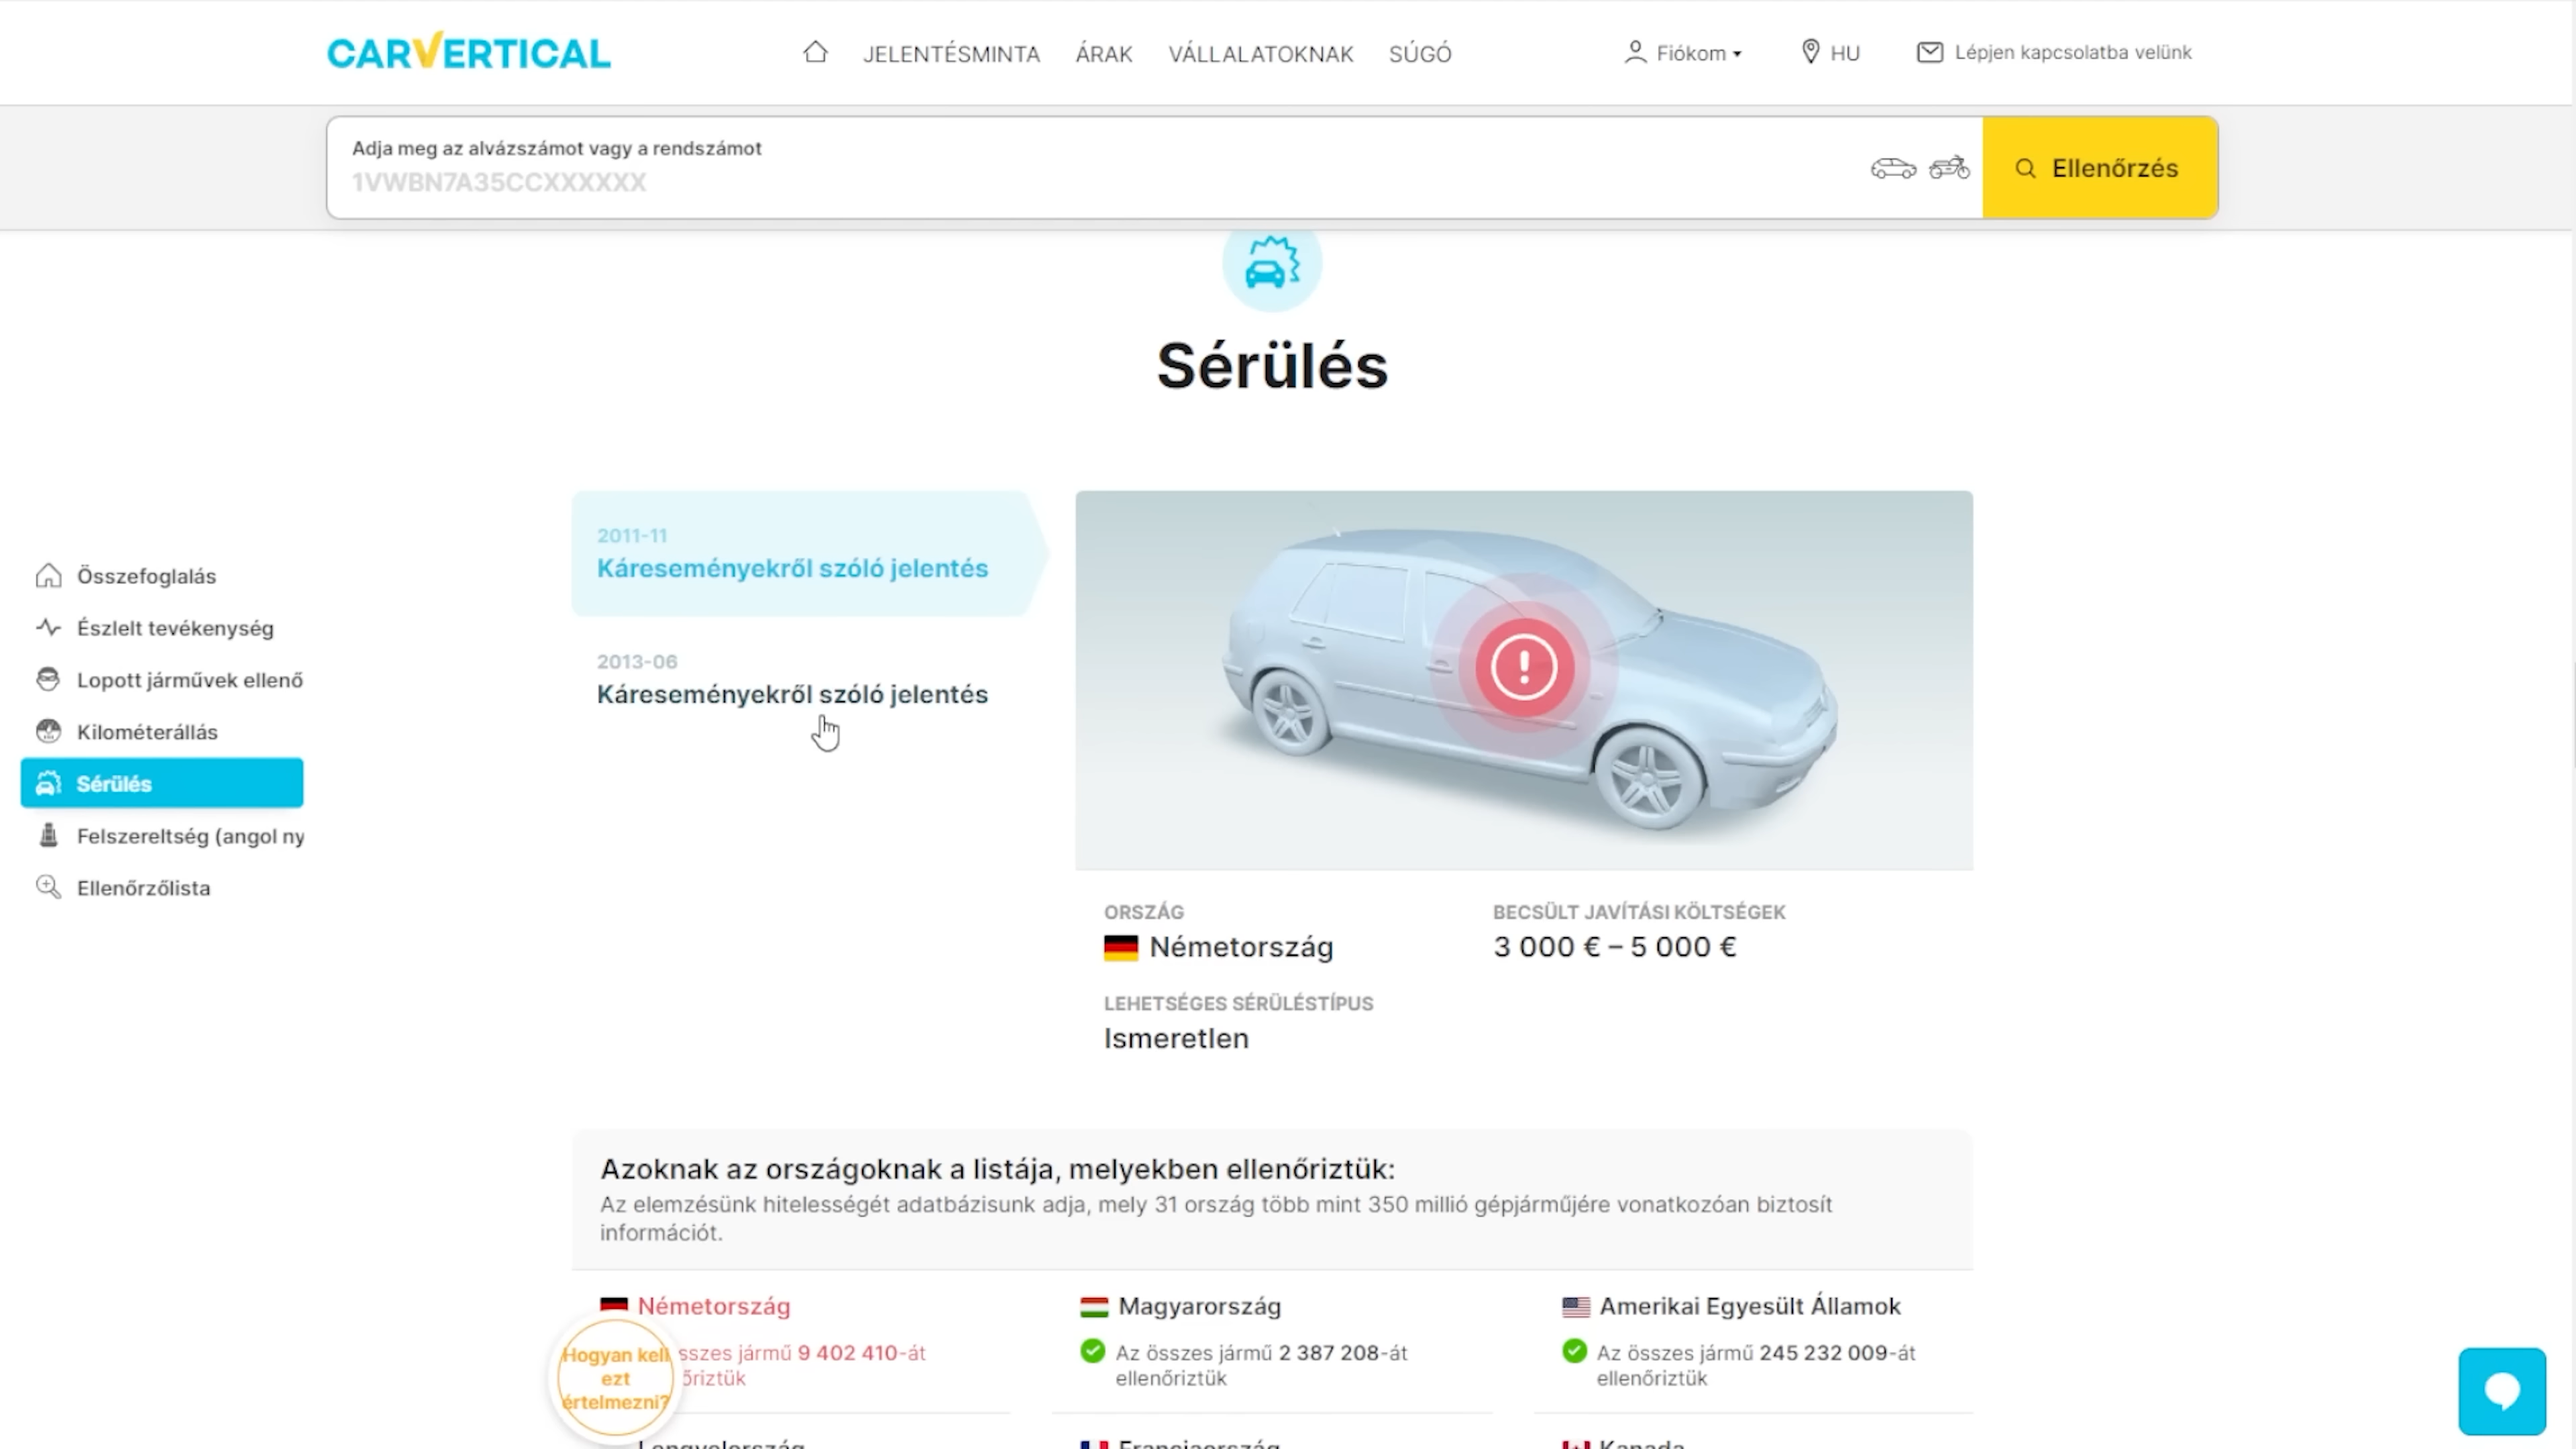 CARVERTICAL
JELENTÉSMINTA
ÁRAK
VÁLLALATOKNAK
SÚGÓ
Fiókom
HU
Lépjen kapcsolatba velünk
Adja meg az alvázszámot vagy a rendszámot
1VWBN7A35CCXXXXXX
Ellenőrzés
Sérülés
Összefoglalás
Észlelt tevékenység
Lopott járművek ellenő
Kilométerállás
Sérülés
Felszereltség (angol ny
Ellenőrzőlista
2011-11
Káreseményekről szóló jelentés
2013-06
Káreseményekről szóló jelentés
ORSZÁG
Németország
BECSÜLT JAVÍTÁSI KÖLTSÉGEK
3 000 € – 5 000 €
LEHETSÉGES SÉRÜLÉSTÍPUS
Ismeretlen
Azoknak az országoknak a listája, melyekben ellenőriztük:
Az elemzésünk hitelességét adatbázisunk adja, mely 31 ország több mint 350 millió gépjárműjére vonatkozóan biztosít
információt.
Németország
sszes jármű 9 402 410-át
őriztük
Magyarország
Az összes jármű 2 387 208-át
ellenőriztük
Amerikai Egyesült Államok
Az összes jármű 245 232 009-át
ellenőriztük
Hogyan kell
ezt
értelmezni?
Lengyelország
Franciaország
Kanada